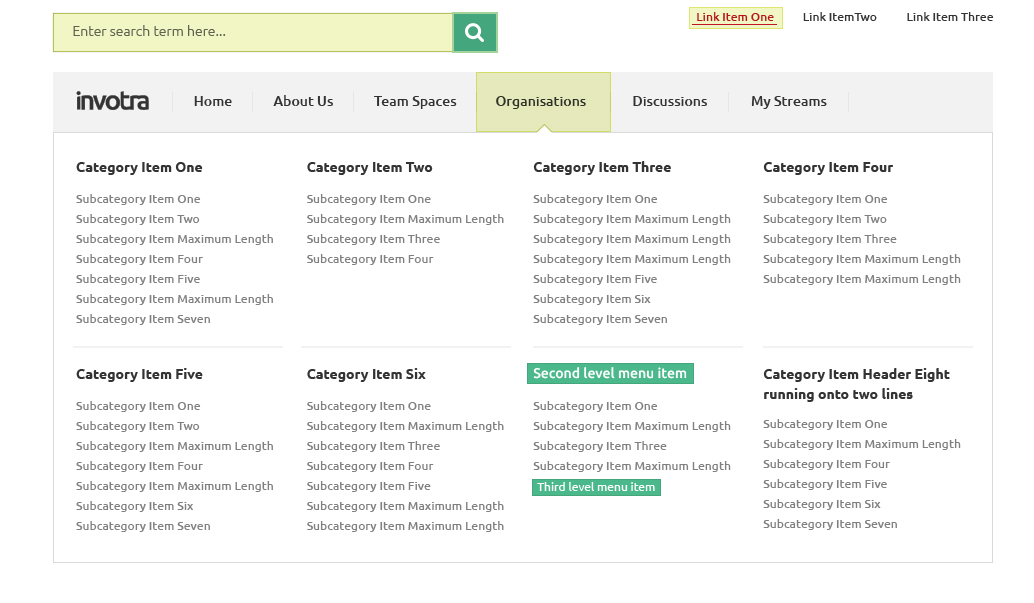 Enter search term here...
Link Item One
Link ItemTwo
Link Item Three
invotra
Home
About Us
Team Spaces
Organisations
Discussions
My Streams
Category Item One
Subcategory Item One
Subcategory Item Two
Subcategory Item Maximum Length
Subcategory Item Four
Subcategory Item Five
Subcategory Item Maximum Length
Subcategory Item Seven
Category Item Two
Subcategory Item One
Subcategory Item Maximum Length
Subcategory Item Three
Subcategory Item Four
Category Item Three
Subcategory Item One
Subcategory Item Maximum Length
Subcategory Item Maximum Length
Subcategory Item Maximum Length
Subcategory Item Five
Subcategory Item Six
Subcategory Item Seven
Category Item Four
Subcategory Item One
Subcategory Item Two
Subcategory Item Three
Subcategory Item Maximum Length
Subcategory Item Maximum Length
Category Item Five
Subcategory Item One
Subcategory Item Two
Subcategory Item Maximum Length
Subcategory Item Four
Subcategory Item Maximum Length
Subcategory Item Six
Subcategory Item Seven
Category Item Six
Subcategory Item One
Subcategory Item Maximum Length
Subcategory Item Three
Subcategory Item Four
Subcategory Item Five
Subcategory Item Maximum Length
Subcategory Item Maximum Length
Second level menu item
Subcategory Item One
Subcategory Item Maximum Length
Subcategory Item Three
Subcategory Item Maximum Length
Third level menu item
Category Item Header Eight
running onto two lines
Subcategory Item One
Subcategory Item Maximum Length
Subcategory Item Four
Subcategory Item Five
Subcategory Item Six
Subcategory Item Seven